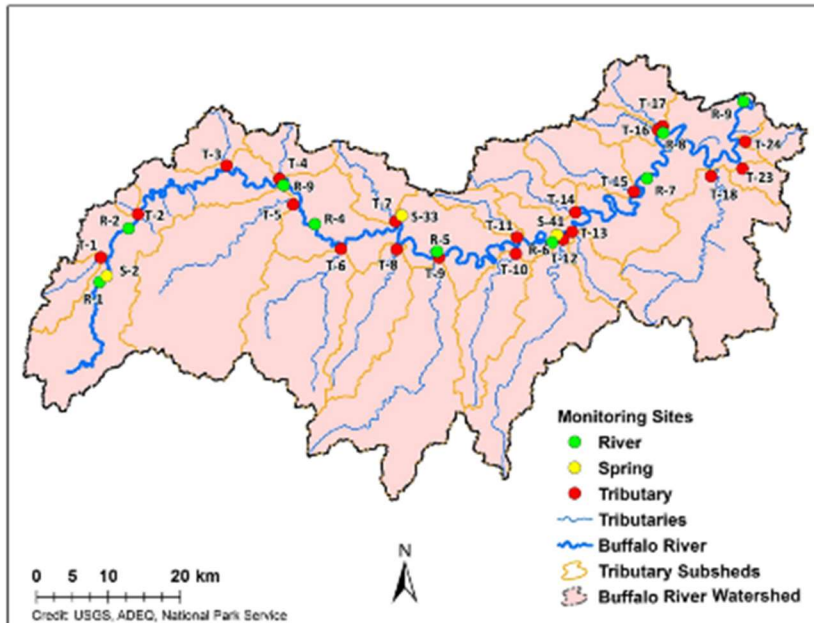 T-17
R-9
T-16
R-8
T-24
T-3
T-4
T-23
R-9
T-15
R-7
T-18
T-7
S-33
T-14
R-2
T-2
T-5
R-4
T-11
S-41
T-13
T-1
R-5
R-6
T-6
T-8
T-9
T-10
T-12
S-2
R-1
Monitoring Sites
River
Spring
Tributary
Tributaries
Buffalo River
Tributary Subsheds
Buffalo River Watershed
N
0 5 10 20 km
Credit: USGS, ADEQ, National Park Service